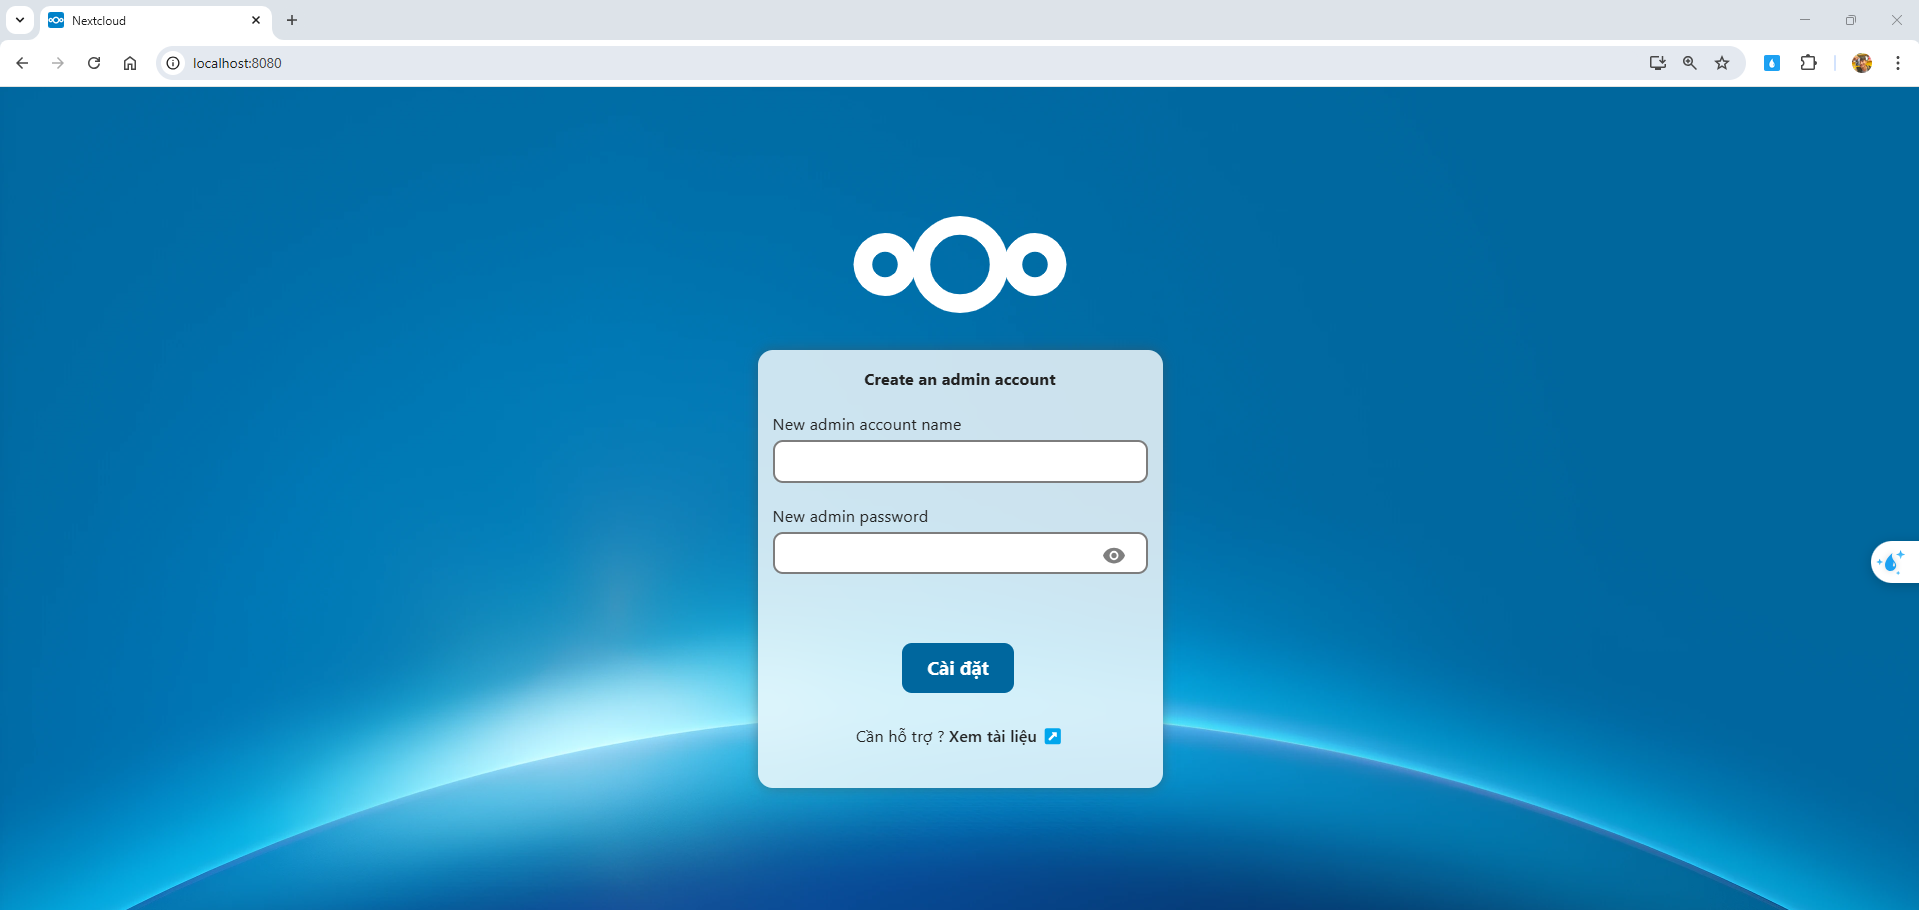 Nextcloud
localhost:8080
Create an admin account
New admin account name
New admin password
Cài đặt
Cần hỗ trợ ? Xem tài liệu